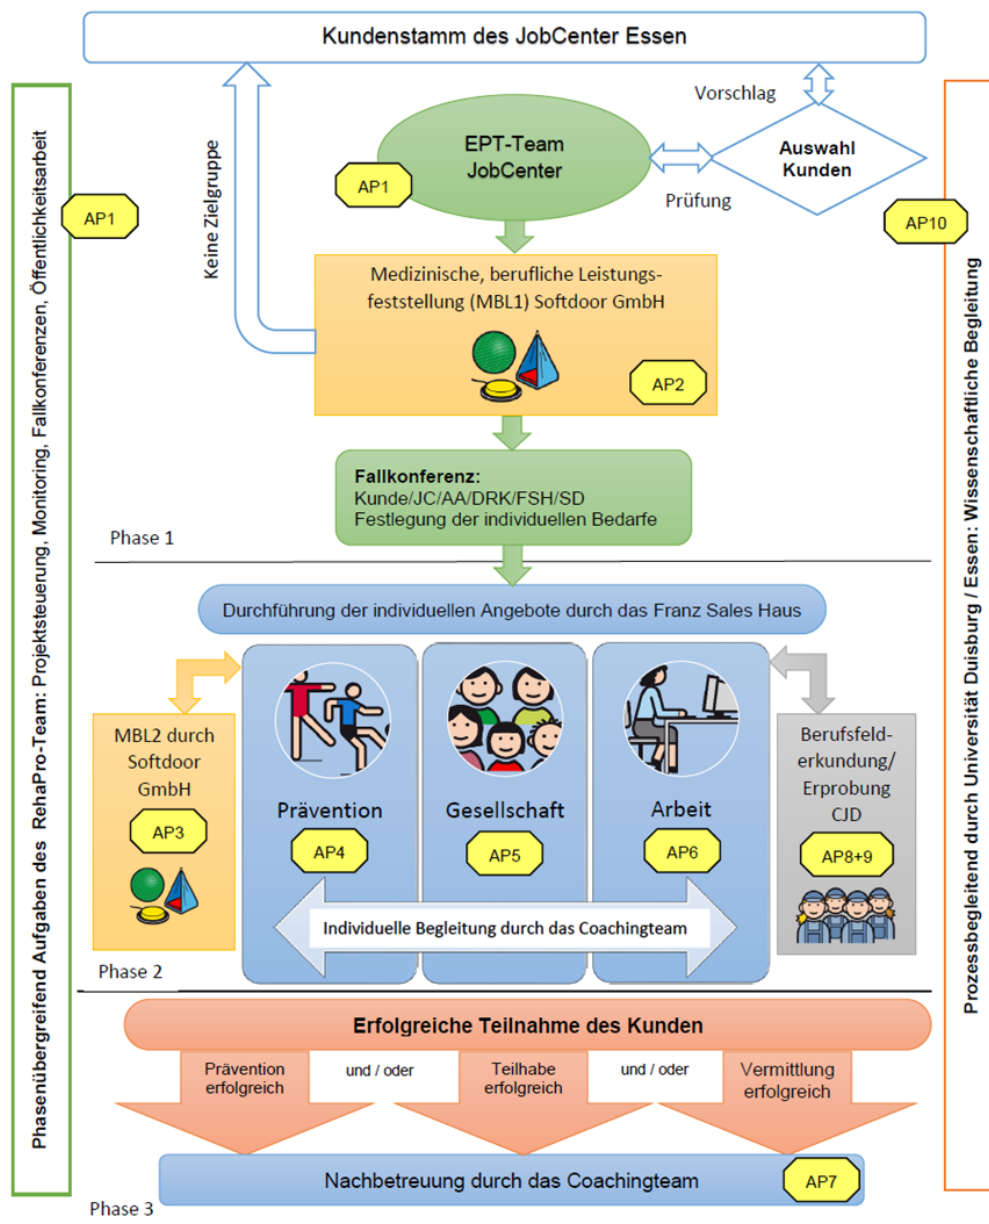 Kundenstamm des JobCenter Essen
Phasenübergreifend Aufgaben des RehaPro-Team: Projektsteuerung, Monitoring, Fallkonferenzen, Öffentlichkeitsarbeit
AP1
Keine Zielgruppe
EPT-Team
JobCenter
AP1
Vorschlag
Auswahl
Kunden
Prüfung
AP10
Prozessbegleitend durch Universität Duisburg / Essen: Wissenschaftliche Begleitung
Medizinische, berufliche Leistungs-
feststellung (MBL1) Softdoor GmbH
AP2
Fallkonferenz:
Kunde/JC/AA/DRK/FSH/SD
Festlegung der individuellen Bedarfe
Phase 1
Durchführung der individuellen Angebote durch das Franz Sales Haus
MBL2 durch
Softdoor
GmbH
AP3
Prävention
AP4
Gesellschaft
AP5
Arbeit
AP6
Berufsfeld-
erkundung/
Erprobung
CJD
AP8+9
Individuelle Begleitung durch das Coachingteam
Phase 2
Erfolgreiche Teilnahme des Kunden
Prävention
erfolgreich
und / oder
Teilhabe
erfolgreich
und / oder
Vermittlung
erfolgreich
Nachbetreuung durch das Coachingteam
AP7
Phase 3